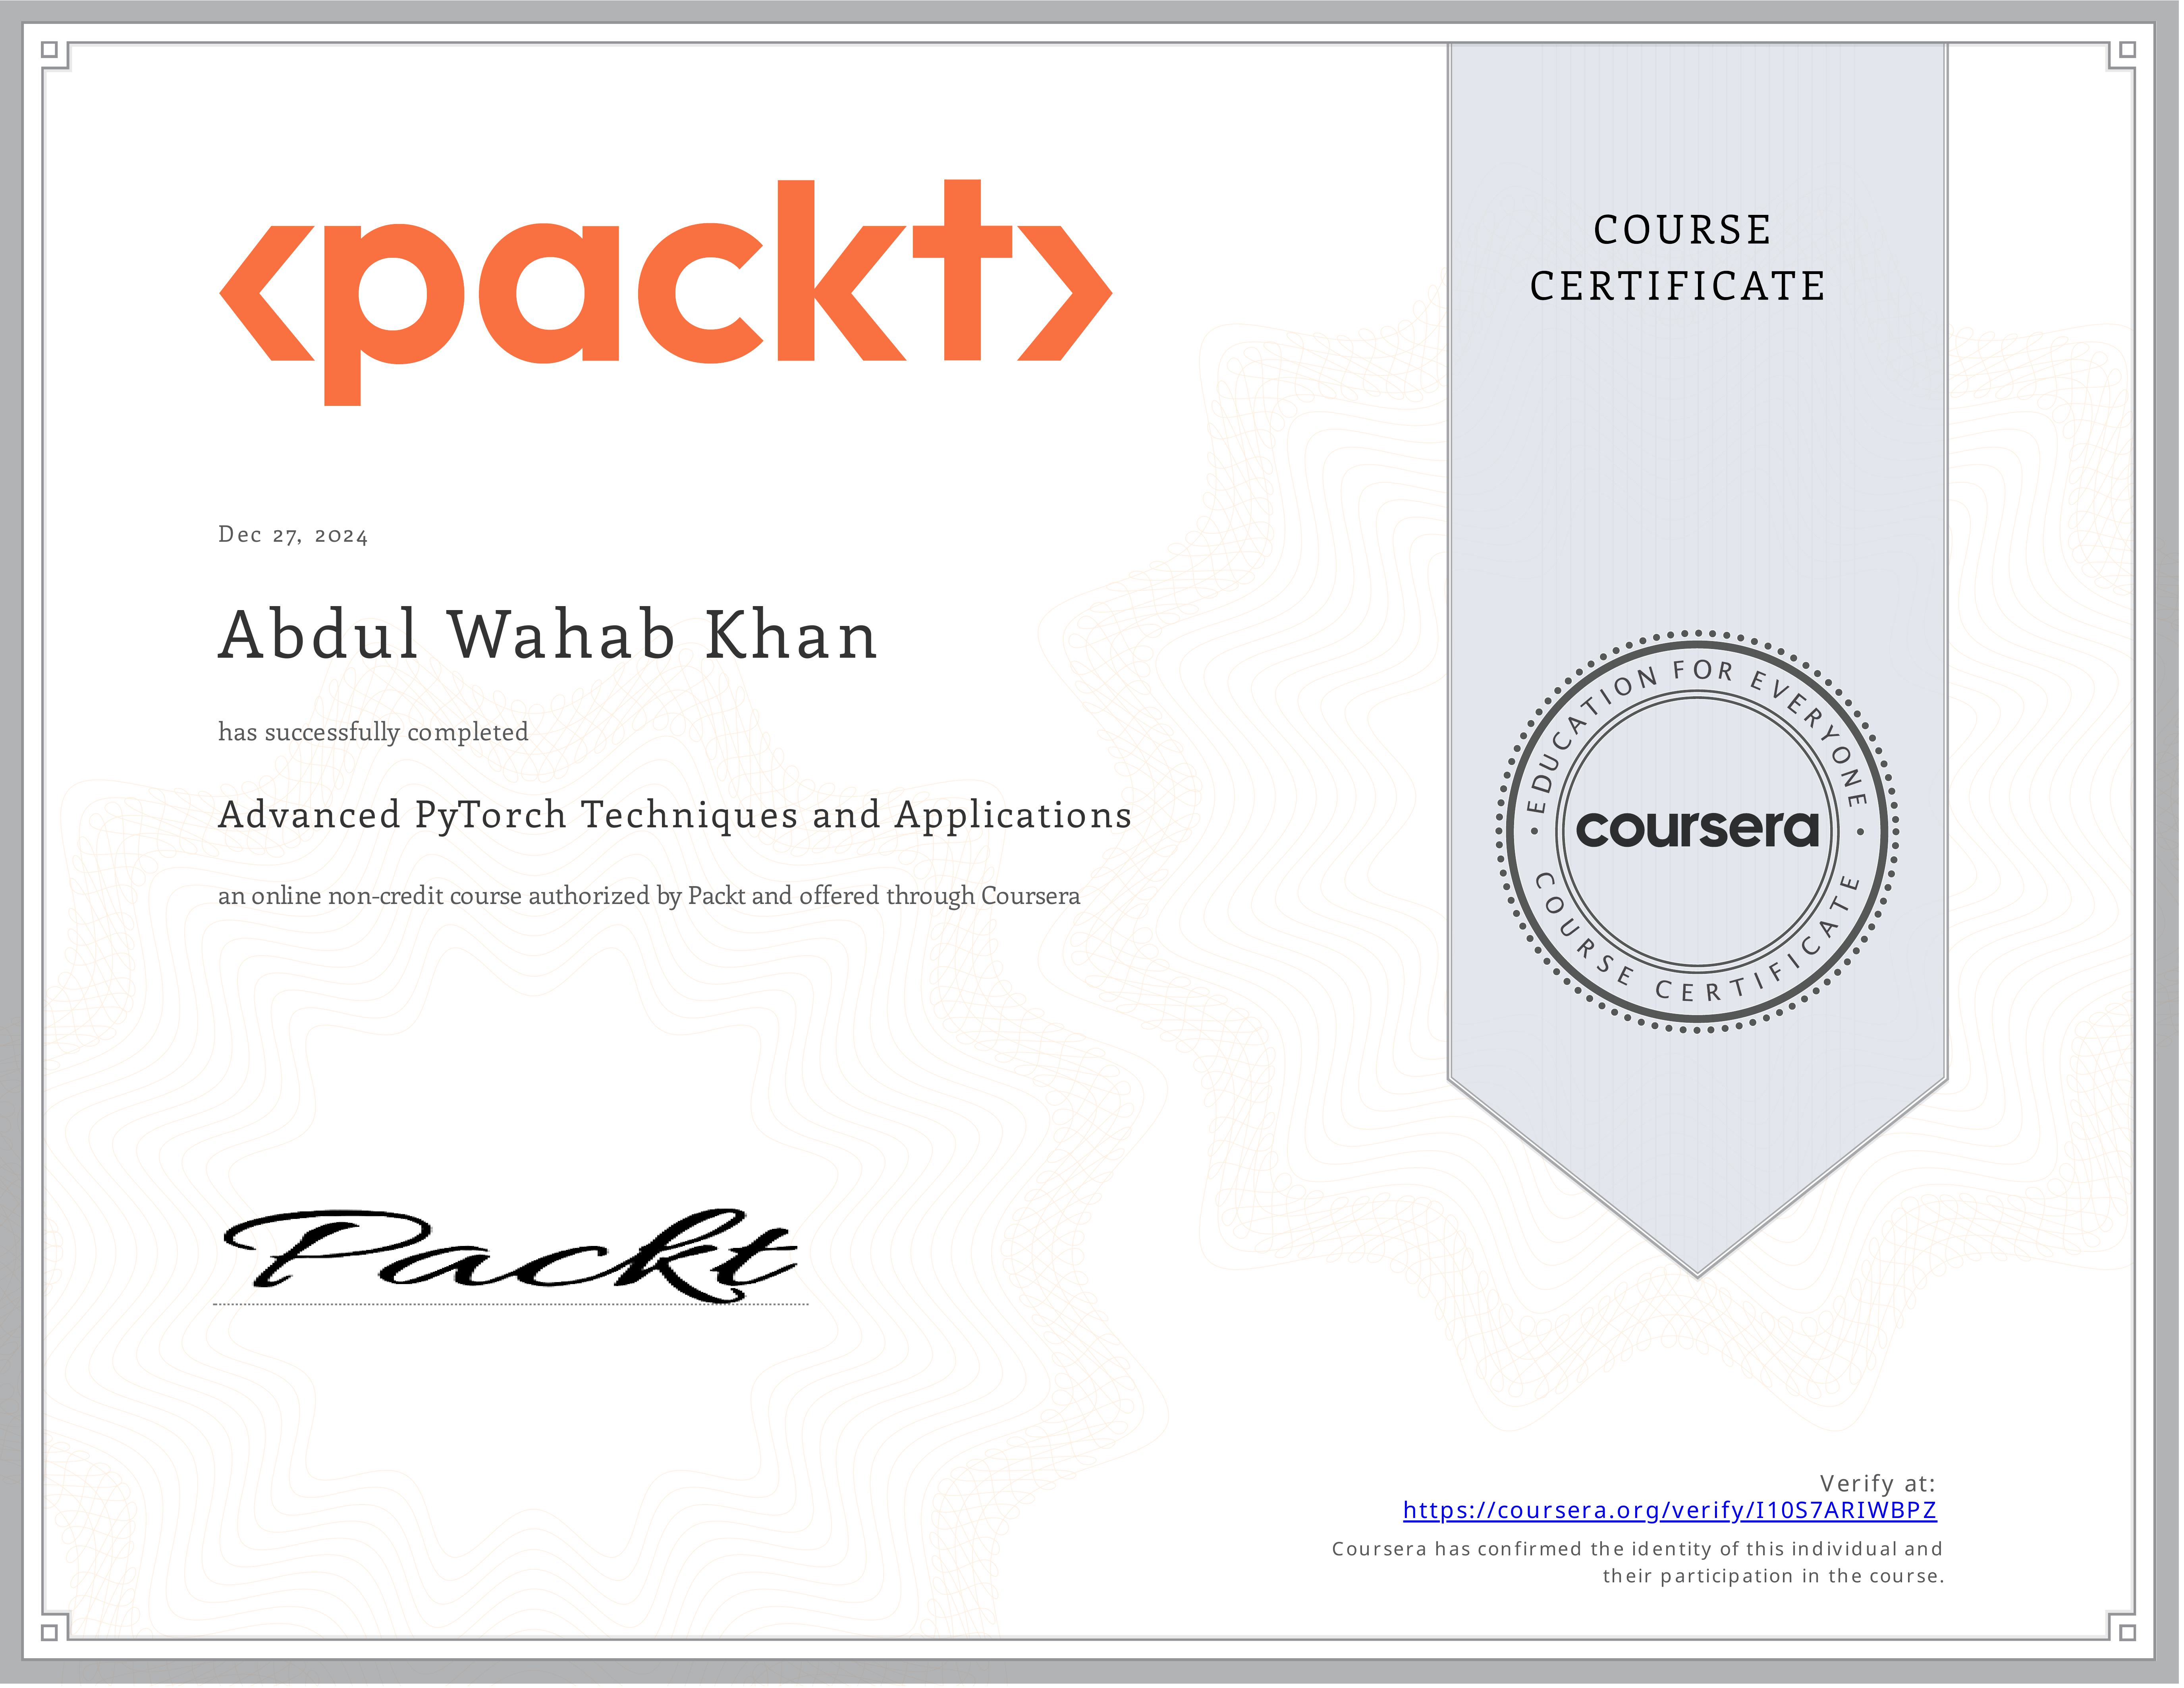 <packt>
COURSE
CERTIFICATE
Dec 27, 2024
Abdul Wahab Khan
has successfully completed
Advanced PyTorch Techniques and Applications
an online non-credit course authorized by Packt and offered through Coursera
EDUCATION FOR EVERYONE
coursera
COURSE CERTIFICATE
Packt
Verify at:
https://coursera.org/verify/I10S7ARIWBPZ
Coursera has confirmed the identity of this individual and
their participation in the course.